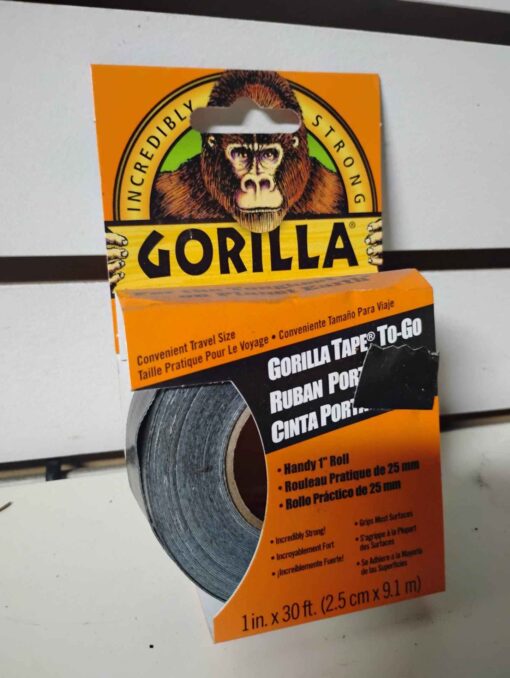 INCREDIBLY STRONG
GORILLA®
Convenient Travel Size
Taille Pratique Pour Le Voyage • Conveniente Tamaño Para Viaje
GORILLA TAPE® TO-GO
RUBAN
CINTA
• Handy 1" Roll
• Rouleau Pratique de 25 mm
• Rollo Práctico de 25 mm
• Incredibly Strong!
• Incroyablement Fort
• ¡Increíblemente Fuerte!
• Grips Most Surfaces
• S'agrippe à la Plupart
des Surfaces
• Se Adhiere a la Mayoría
de las Superficies
1 in. x 30 ft. (2.5 cm x 9.1 m)